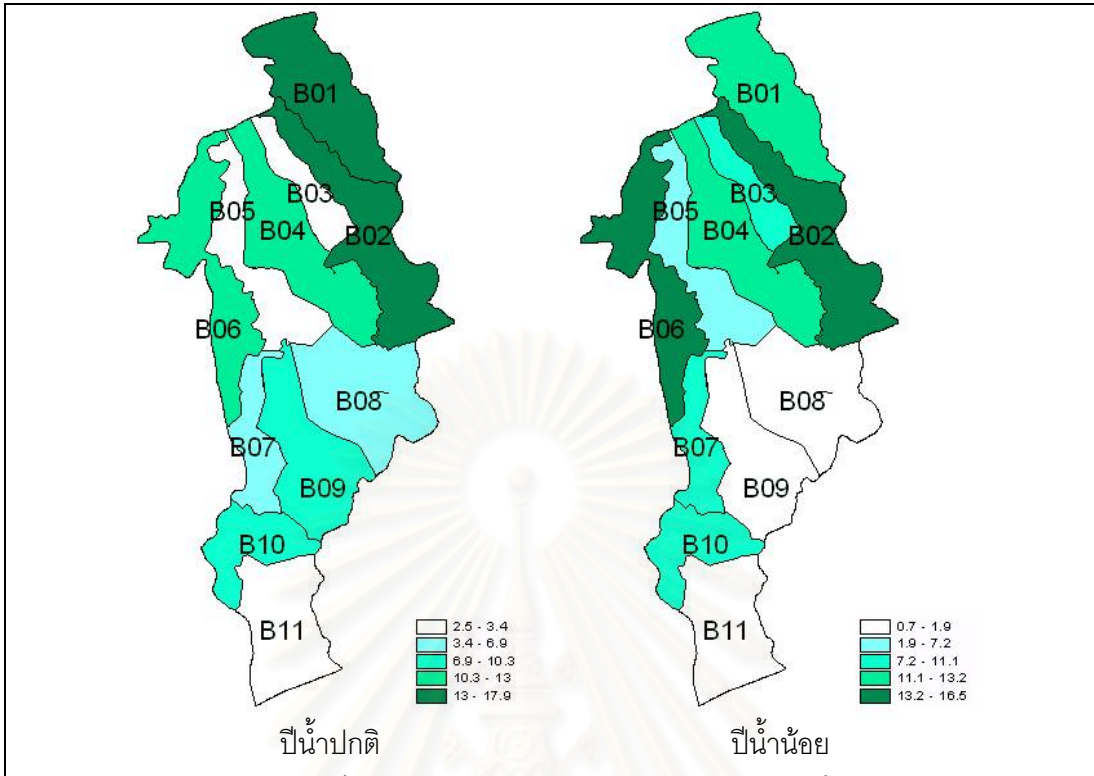 B01
B03
B05
B04
B02
B06
B08
B07
B09
B10
B11
2.5 - 3.4
3.4 - 6.9
6.9 - 10.3
10.3 - 13
13 - 17.9
ปีน้ำปกติ
B01
B03
B05
B04
B02
B06
B08
B07
B09
B10
B11
0.7 - 1.9
1.9 - 7.2
7.2 - 11.1
11.1 - 13.2
13.2 - 16.5
ปีน้ำน้อย